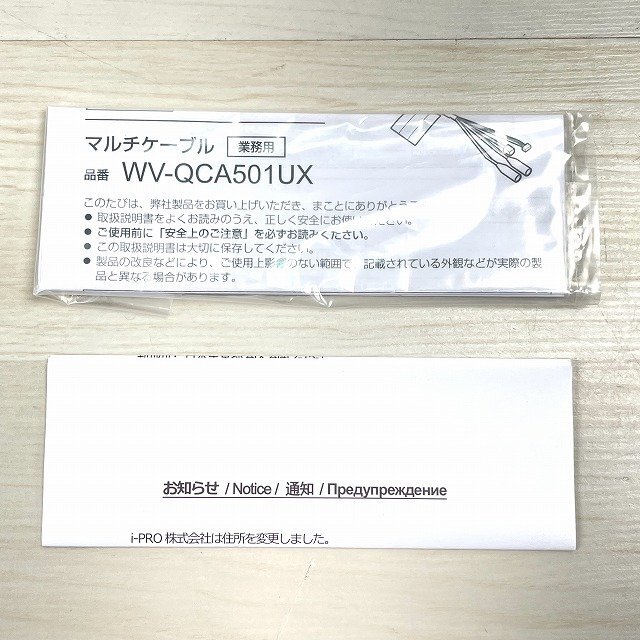 マルチケーブル 業務用
品番 WV-QCA501UX
このたびは、弊社製品をお買い上げいただき、まことにありがとうご
● 取扱説明書をよくお読みのうえ、正しく安全にお使い
● ご使用前に「安全上のご注意」を必ずお読みください。
● この取扱説明書は大切に保存してください。
● 製品の改良などにより、ご使用上影響のない範囲で、記載されている外観などが実際の製
品と異なる場合があります。
お知らせ / Notice / 通知 / Предупреждение
i-PRO 株式会社は住所を変更しました。